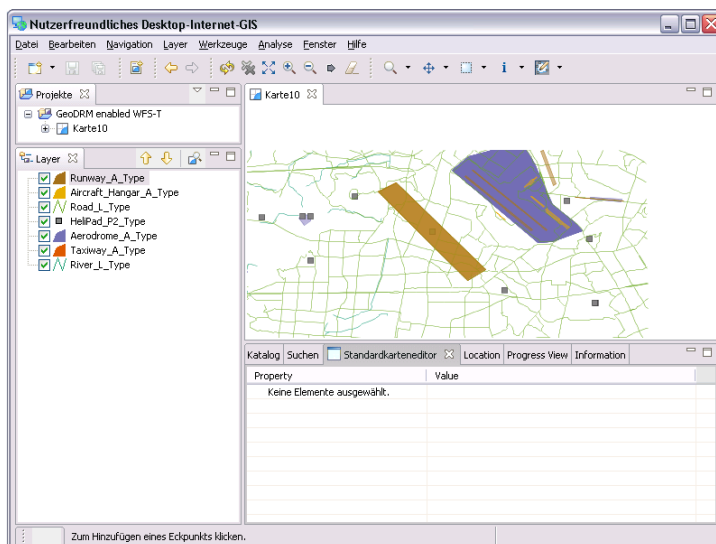 Nutzerfreundliches Desktop-Internet-GIS
Datei Bearbeiten Navigation Layer Werkzeuge Analyse Fenster Hilfe
Projekte
GeoDRM enabled WFS-T
Karte10
Layer
Runway_A_Type
Aircraft_Hangar_A_Type
Road_L_Type
HeliPad_P2_Type
Aerodrome_A_Type
Taxiway_A_Type
River_L_Type
Karte10
Katalog Suchen Standardkarteneditor Location Progress View Information
Property Value
Keine Elemente ausgewählt.
Zum Hinzufügen eines Eckpunkts klicken.